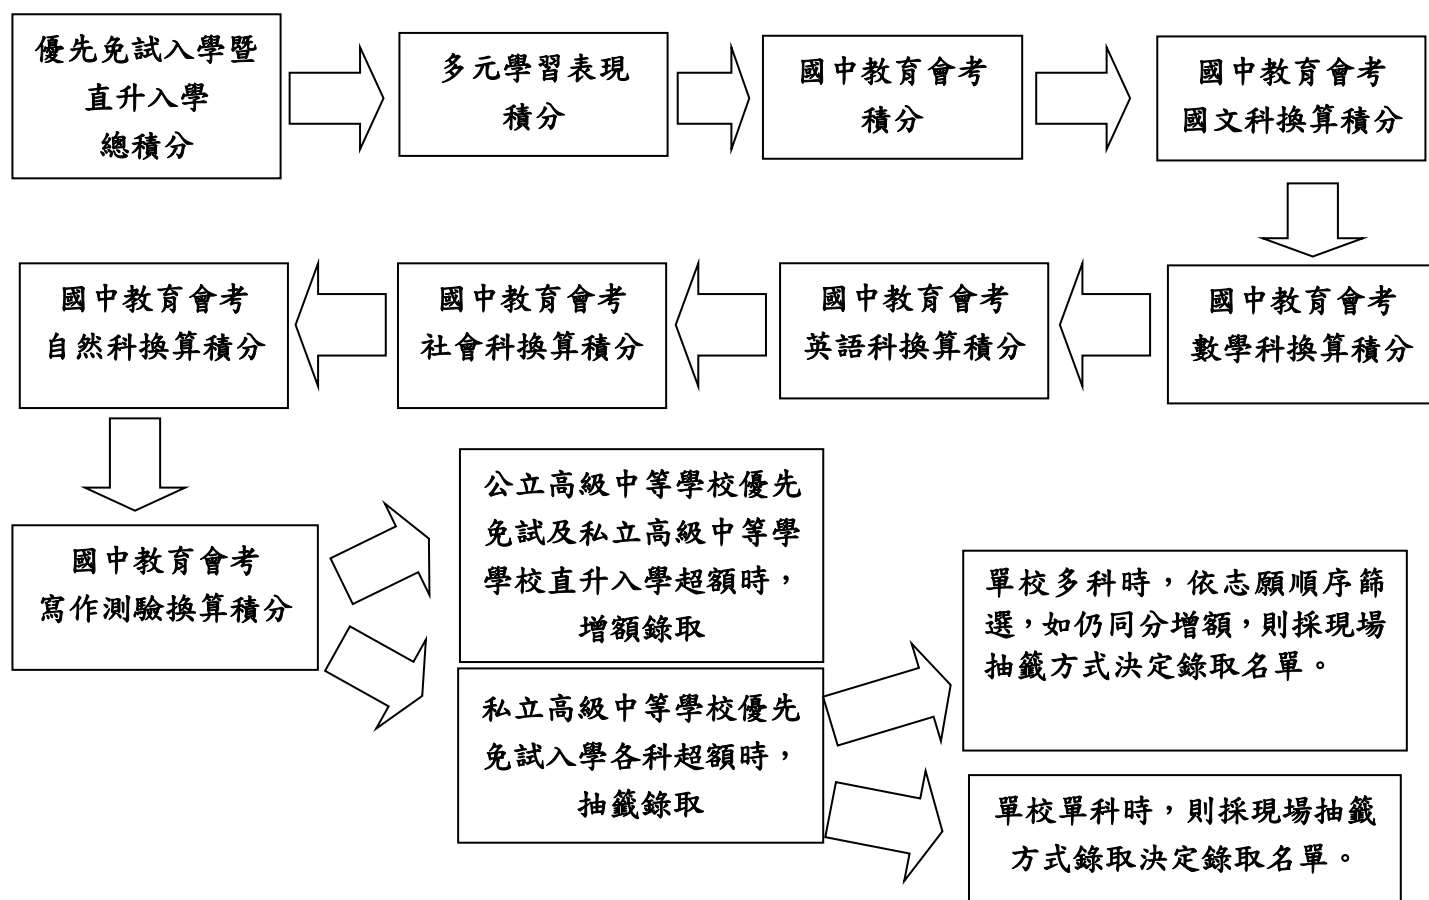 優先免試入學暨
直升入學
總積分
多元學習表現
積分
國中教育會考
積分
國中教育會考
國文科換算積分
國中教育會考
數學科換算積分
國中教育會考
英語科換算積分
國中教育會考
社會科換算積分
國中教育會考
自然科換算積分
國中教育會考
寫作測驗換算積分
公立高級中等學校優先
免試及私立高級中等學
學校直升入學超額時，
增額錄取
私立高級中等學校優先
免試入學各科超額時，
抽籤錄取
單校多科時，依志願順序篩
選，如仍同分增額，則採現場
抽籤方式決定錄取名單。
單校單科時，則採現場抽籤
方式錄取決定錄取名單。